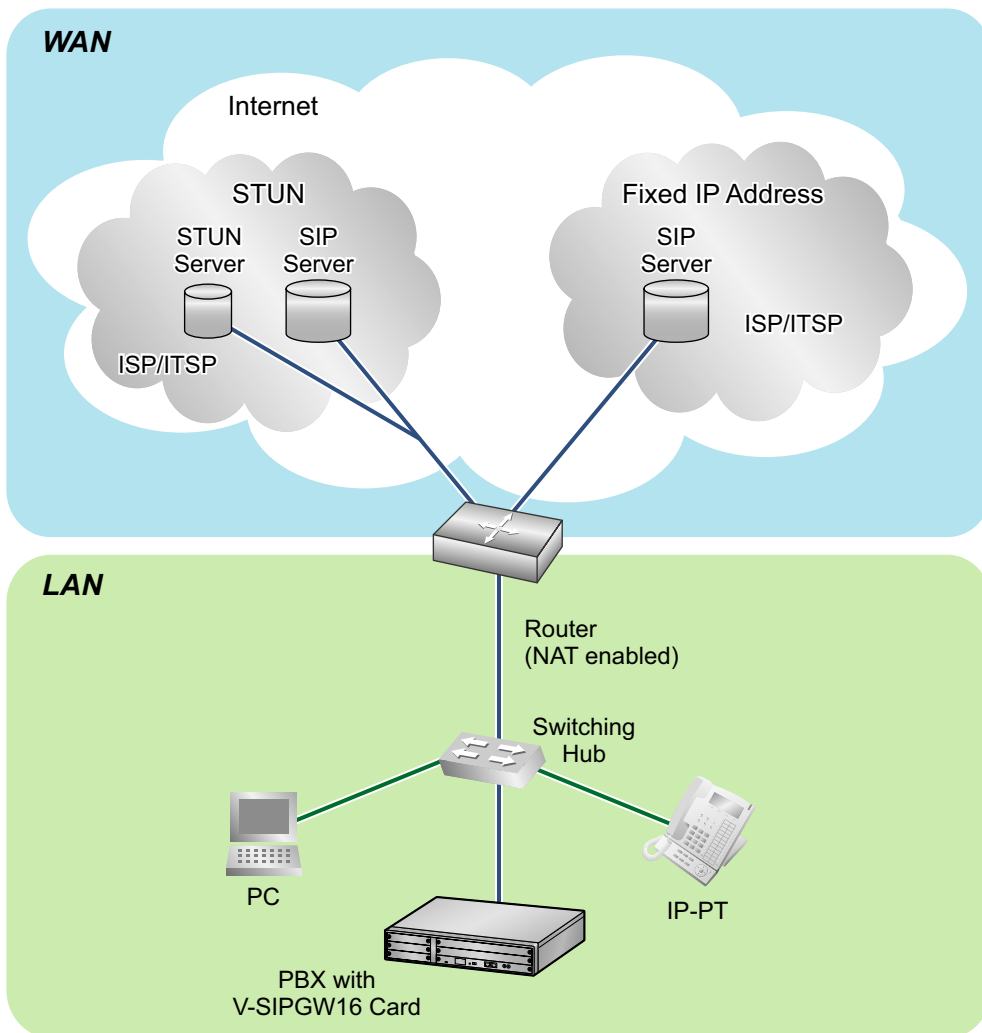 WAN
Internet
STUN
STUN
Server
SIP
Server
ISP/ITSP
Fixed IP Address
SIP
Server
ISP/ITSP
LAN
Router
(NAT enabled)
Switching
Hub
PC
IP-PT
PBX with
V-SIPGW16 Card